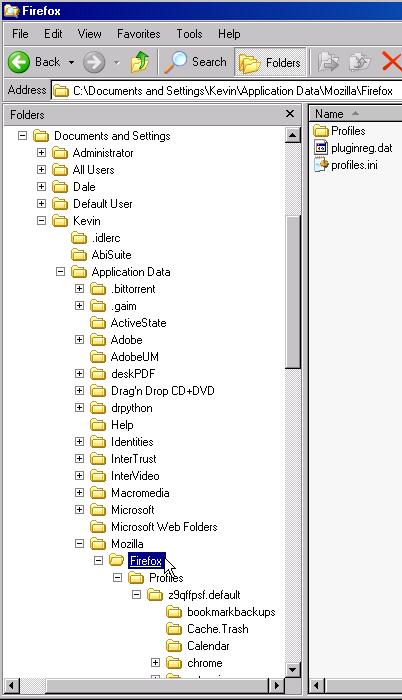 Firefox
File Edit View Favorites Tools Help
Back Search Folders
Address C:\Documents and Settings\Kevin\Application Data\Mozilla\Firefox
Folders
Name
Documents and Settings
Administrator
All Users
Dale
Default User
Kevin
.idlerc
AbiSuite
Application Data
.bittorrent
.gaim
ActiveState
Adobe
AdobeUM
deskPDF
Drag'n Drop CD+DVD
drpython
Help
Identities
InterTrust
InterVideo
Macromedia
Microsoft
Microsoft Web Folders
Mozilla
Firefox
Profiles
z9qffpsf.default
bookmarkbackups
Cache.Trash
Calendar
chrome
Profiles
pluginreg.dat
profiles.ini